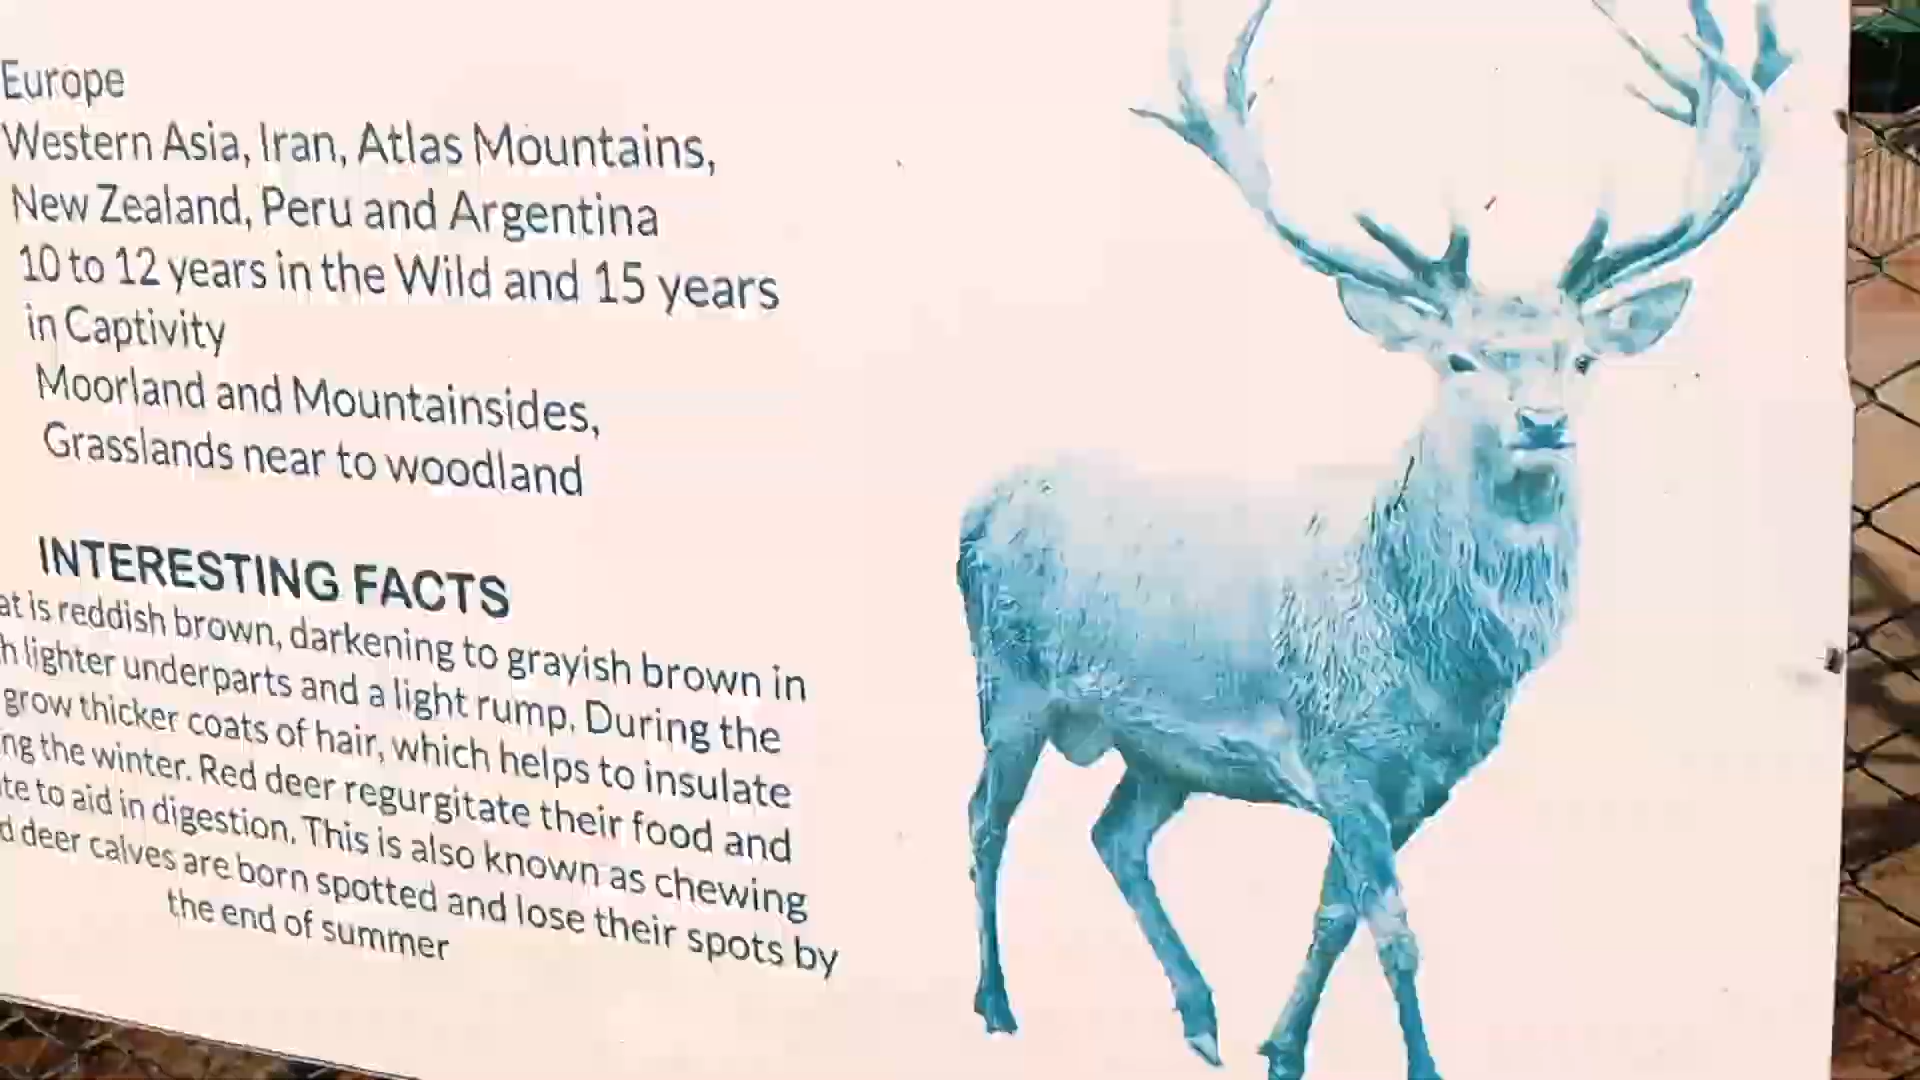 Europe
Western Asia, Iran, Atlas Mountains,
New Zealand, Peru and Argentina
10 to 12 years in the Wild and 15 years
in Captivity
Moorland and Mountainsides,
Grasslands near to woodland
INTERESTING FACTS
at is reddish brown, darkening to grayish brown in
h lighter underparts and a light rump. During the
grow thicker coats of hair, which helps to insulate
ng the winter. Red deer regurgitate their food and
te to aid in digestion. This is also known as chewing
d deer calves are born spotted and lose their spots by
the end of summer